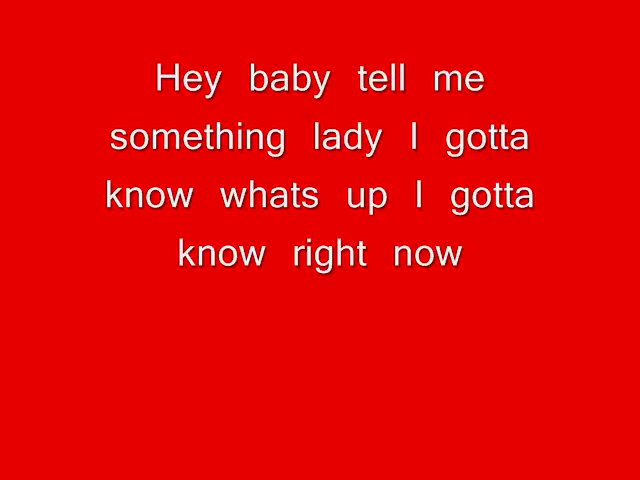 Hey baby tell me
something lady I gotta
know whats up I gotta
know right now